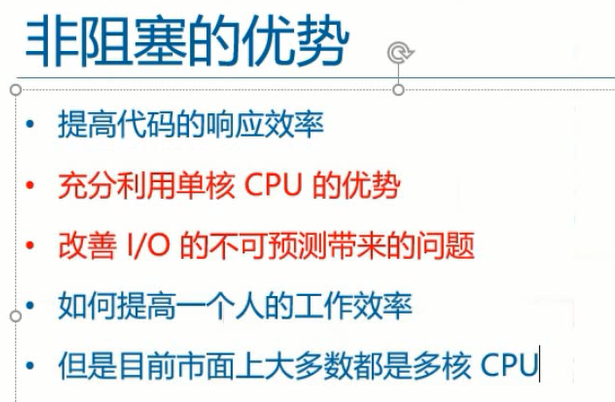 非阻塞的优势
• 提高代码的响应效率
• 充分利用单核 CPU 的优势
• 改善 I/O 的不可预测带来的问题
• 如何提高一个人的工作效率
• 但是目前市面上大多数都是多核 CPU